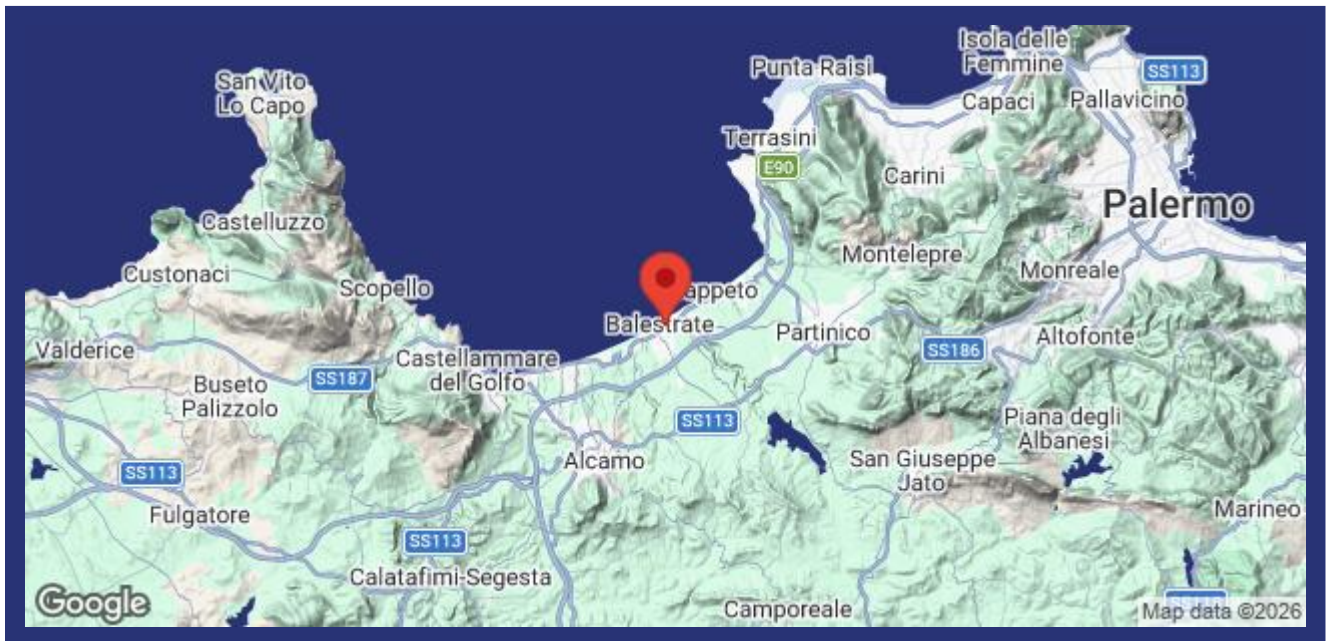 Isola delle
Femmine
Punta Raisi
SS113
San Vito
Lo Capo
Capaci
Pallavicino
Terrasini
E90
Carini
Palermo
Castelluzzo
Montelepre
Custonaci
Monreale
Scopello
appeto
Balestrate
Partinico
Altofonte
Valderice
SS186
Castellammare
del Golfo
SS187
Buseto
Palizzolo
SS113
Piana degli
Albanesi
Alcamo
San Giuseppe
Jato
SS113
Fulgatore
Marineo
SS113
Calatafimi-Segesta
Google
Camporeale
Map data ©2026